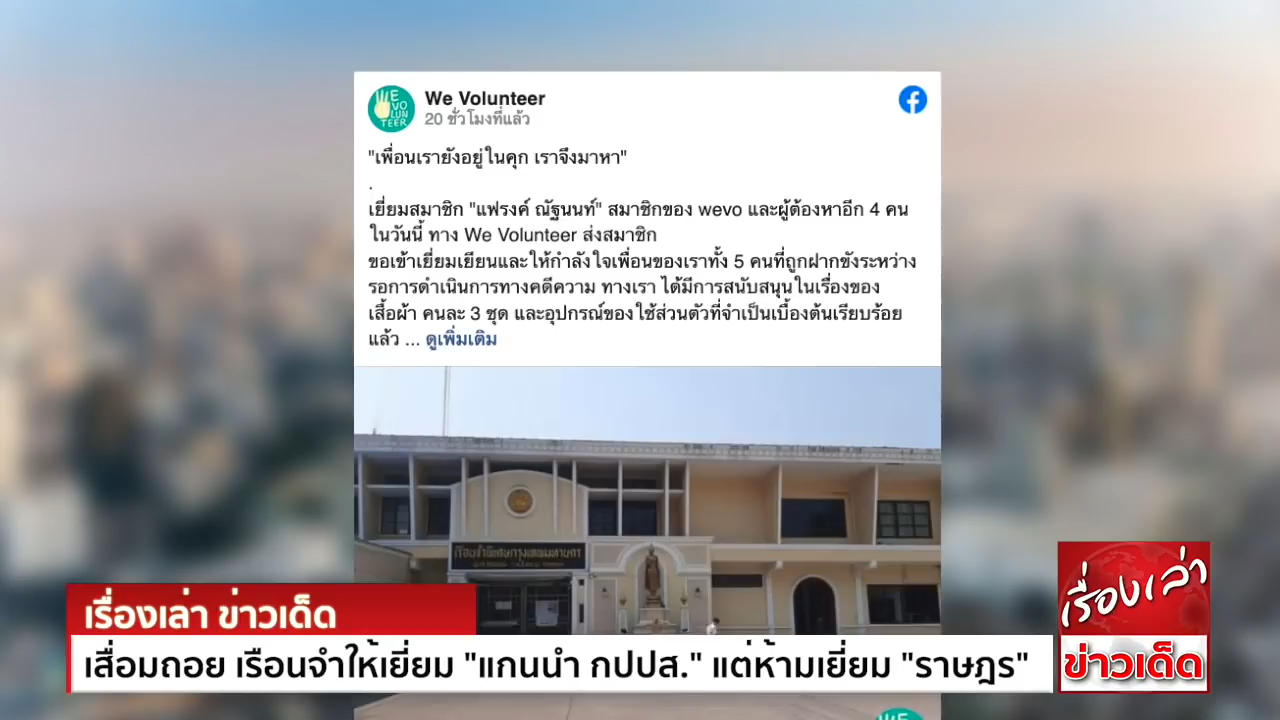 We Volunteer
20 ชั่วโมงที่แล้ว
"เพื่อนเรายังอยู่ในคุก เราจึงมาหา"
.
เยี่ยมสมาชิก "แฟรงค์ ณัฐนนท์" สมาชิกของ wevo และผู้ต้องหาอีก 4 คน
ในวันนี้ ทาง We Volunteer ส่งสมาชิก
ขอเข้าเยี่ยมเยียนและให้กำลังใจเพื่อนของเราทั้ง 5 คนที่ถูกฝากขังระหว่าง
รอการดำเนินการทางคดีความ ทางเรา ได้มีการสนับสนุนในเรื่องของ
เสื้อผ้า คนละ 3 ชุด และอุปกรณ์ของใช้ส่วนตัวที่จำเป็นเบื้องต้นเรียบร้อย
แล้ว ... ดูเพิ่มเติม
เรือนจำพิเศษกรุงเทพมหานคร
เรื่องเล่า ข่าวเด็ด
เสื่อมถอย เรือนจำให้เยี่ยม "แกนนำ กปปส." แต่ห้ามเยี่ยม "ราษฎร"
เรื่องเล่า
ข่าวเด็ด